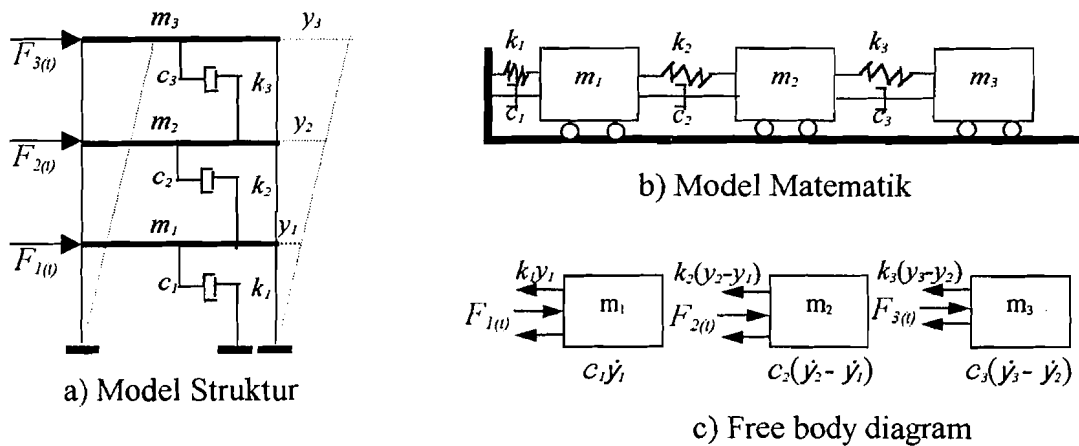 m₃ y₃
F₃₍ₜ₎
c₃ k₃
m₂ y₂
F₂₍ₜ₎
c₂ k₂
m₁ y₁
F₁₍ₜ₎
c₁ k₁
a) Model Struktur
k₁ k₂ k₃
m₁ m₂ m₃
c₁ c₂ c₃
b) Model Matematik
k₁y₁ k₂(y₂-y₁) k₃(y₃-y₂)
F₁₍ₜ₎ m₁ F₂₍ₜ₎ m₂ F₃₍ₜ₎ m₃
c₁ẏ₁ c₂(ẏ₂- ẏ₁) c₃(ẏ₃- ẏ₂)
c) Free body diagram